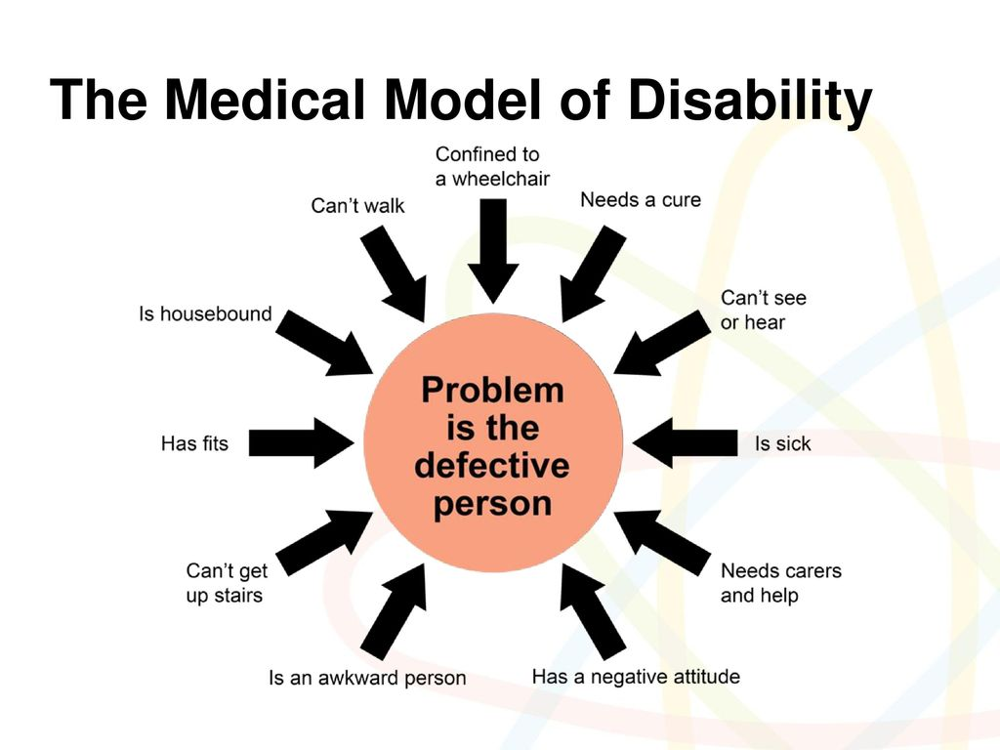 The Medical Model of Disability
Confined to
a wheelchair
Can't walk
Needs a cure
Can't see
or hear
Is housebound
Problem
is the
defective
person
Has fits
Is sick
Can't get
up stairs
Needs carers
and help
Is an awkward person
Has a negative attitude